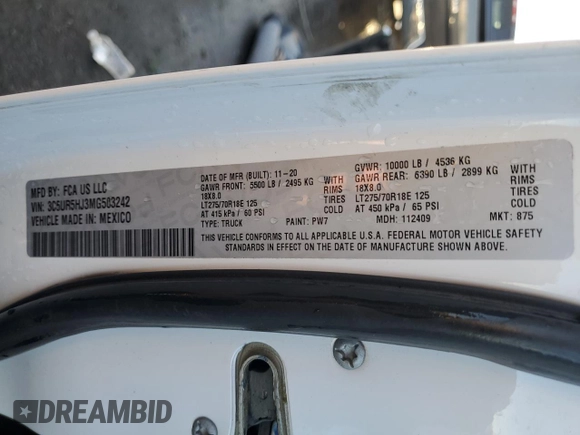 MFD BY: FCA US LLC
VIN: 3C5UR5HJ3MG503242
VEHICLE MADE IN: MEXICO
DATE OF MFR (BUILT): 11-20
GAWR FRONT: 5500 LB / 2495 KG WITH
18X8.0 RIMS
LT275/70R18E 125 TIRES
AT 415 kPa / 60 PSI
TYPE: TRUCK PAINT: PW7
GVWR: 10000 LB / 4536 KG
GAWR REAR: 6390 LB / 2899 KG WITH
18X8.0 RIMS
LT275/70R18E 125 TIRES
AT 450 kPa / 65 PSI
MDH: 112409 MKT: 875
THIS VEHICLE CONFORMS TO ALL APPLICABLE U.S.A. FEDERAL MOTOR VEHICLE SAFETY
STANDARDS IN EFFECT ON THE DATE OF MANUFACTURE SHOWN ABOVE.
DREAMBID